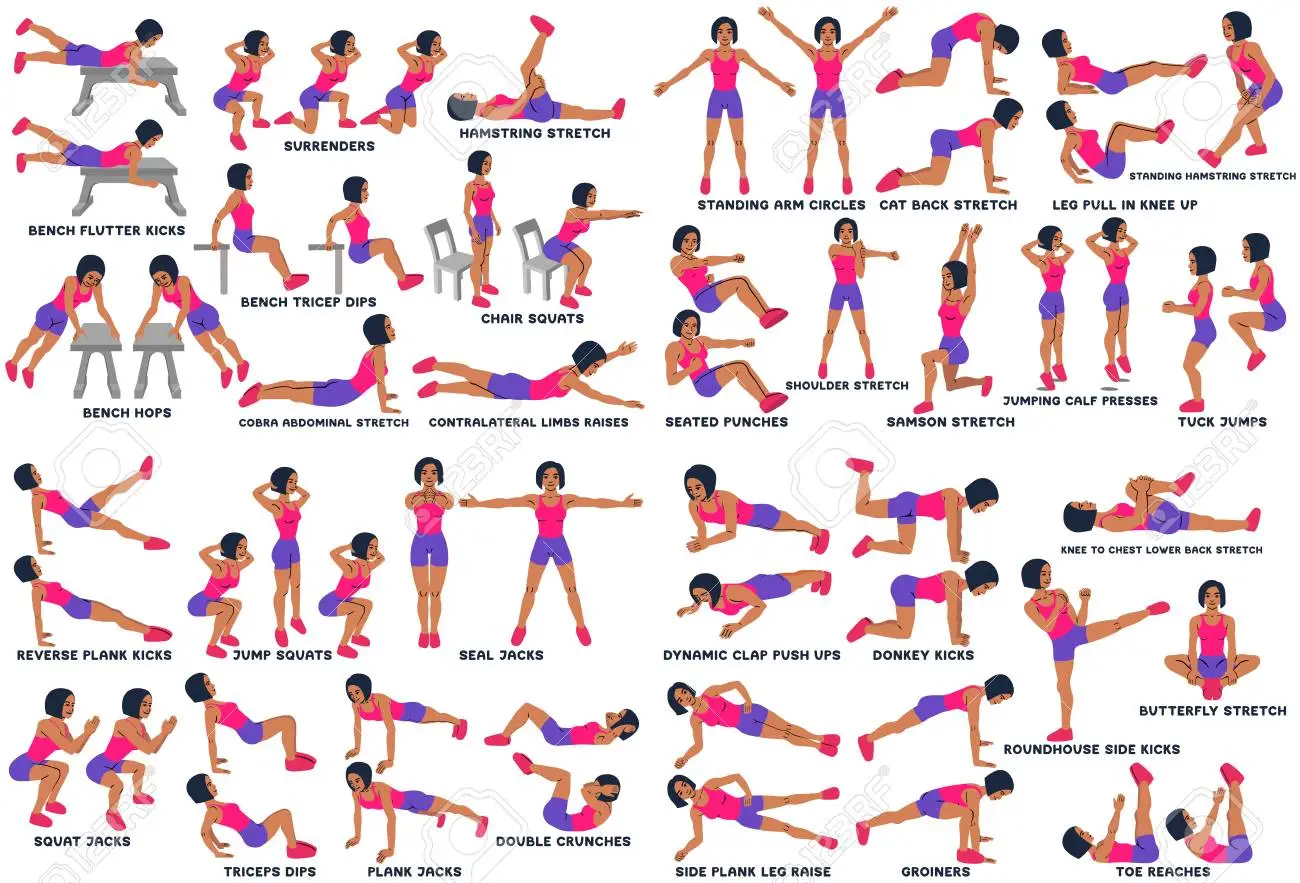 SURRENDERS
HAMSTRING STRETCH
BENCH FLUTTER KICKS
BENCH TRICEP DIPS
CHAIR SQUATS
BENCH HOPS
COBRA ABDOMINAL STRETCH
CONTRALATERAL LIMBS RAISES
STANDING ARM CIRCLES
CAT BACK STRETCH
LEG PULL IN KNEE UP
STANDING HAMSTRING STRETCH
SEATED PUNCHES
SHOULDER STRETCH
SAMSON STRETCH
JUMPING CALF PRESSES
TUCK JUMPS
REVERSE PLANK KICKS
JUMP SQUATS
SEAL JACKS
SQUAT JACKS
TRICEPS DIPS
PLANK JACKS
DOUBLE CRUNCHES
DYNAMIC CLAP PUSH UPS
DONKEY KICKS
KNEE TO CHEST LOWER BACK STRETCH
BUTTERFLY STRETCH
ROUNDHOUSE SIDE KICKS
SIDE PLANK LEG RAISE
GROINERS
TOE REACHES
123RF